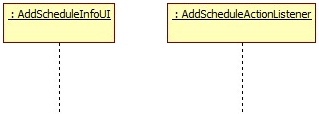 : AddScheduleInfoUI
: AddScheduleActionListener